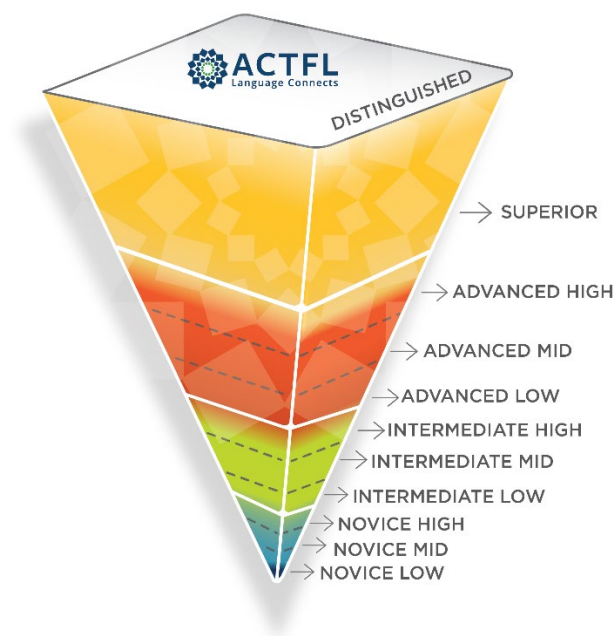 ACTFL
Language Connects
DISTINGUISHED
SUPERIOR
ADVANCED HIGH
ADVANCED MID
ADVANCED LOW
INTERMEDIATE HIGH
INTERMEDIATE MID
INTERMEDIATE LOW
NOVICE HIGH
NOVICE MID
NOVICE LOW